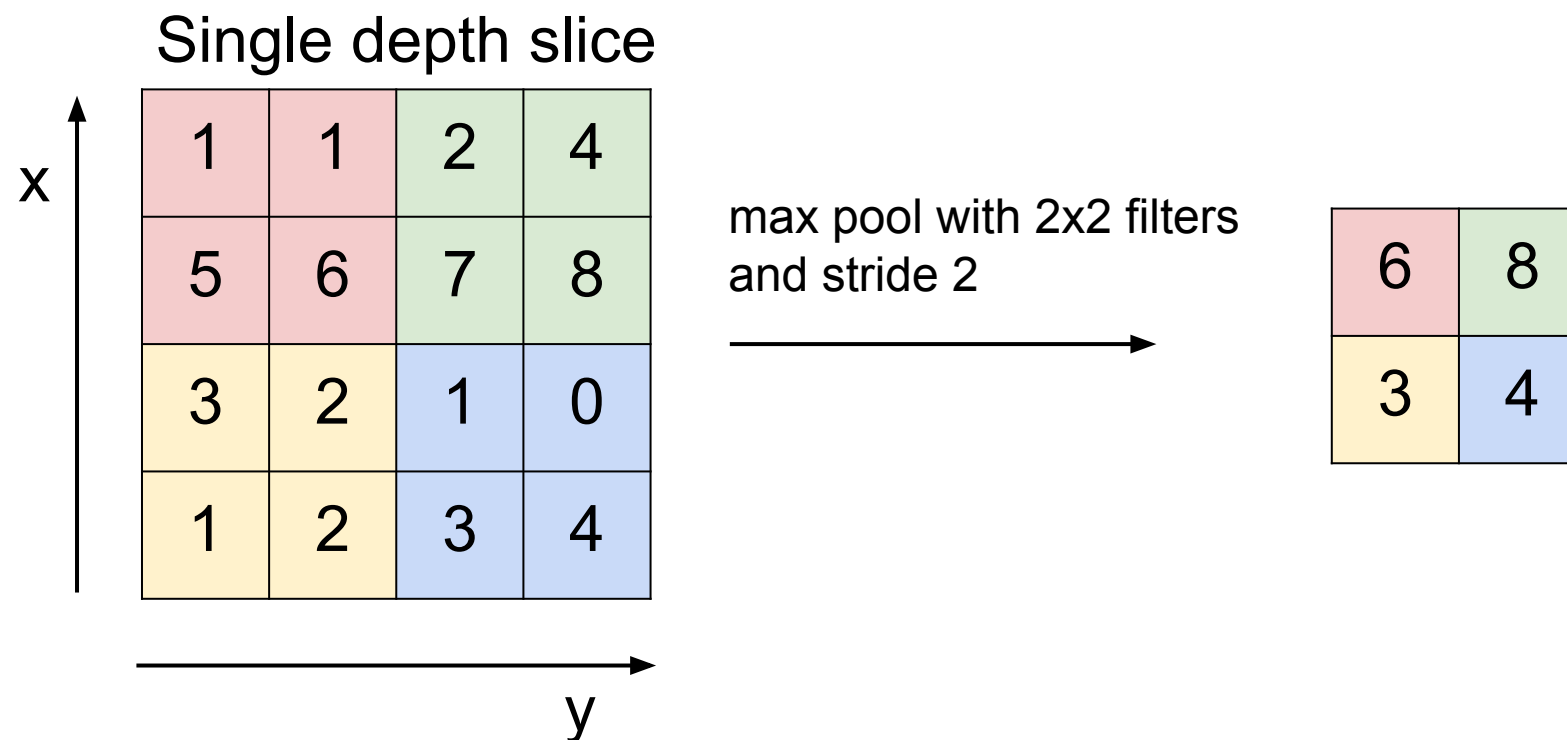 Single depth slice
x
1 1 2 4
5 6 7 8
3 2 1 0
1 2 3 4
y
max pool with 2x2 filters
and stride 2
6 8
3 4